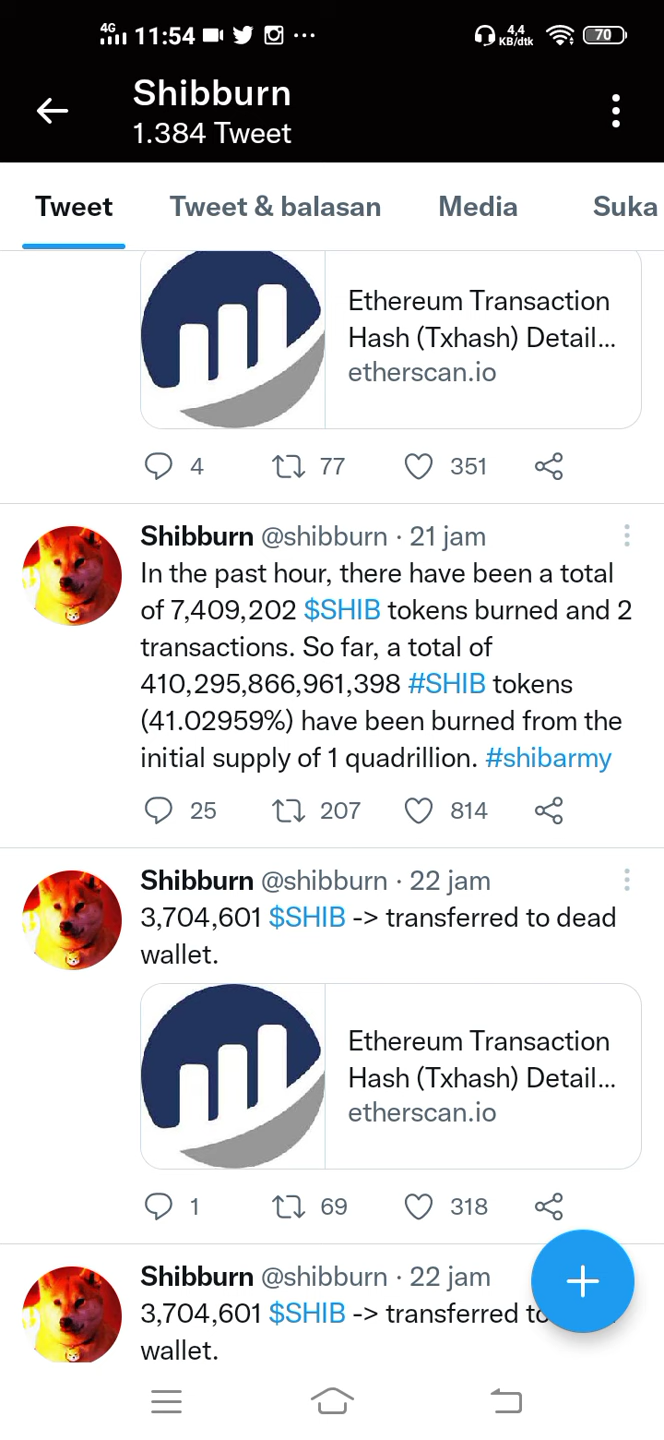 4G 11:54 4,4 KB/dtk 70
Shibburn
1.384 Tweet
Tweet Tweet & balasan Media Suka
Ethereum Transaction
Hash (Txhash) Detail...
etherscan.io
4 77 351
Shibburn @shibburn · 21 jam
In the past hour, there have been a total
of 7,409,202 $SHIB tokens burned and 2
transactions. So far, a total of
410,295,866,961,398 #SHIB tokens
(41.02959%) have been burned from the
initial supply of 1 quadrillion. #shibarmy
25 207 814
Shibburn @shibburn · 22 jam
3,704,601 $SHIB -> transferred to dead
wallet.
Ethereum Transaction
Hash (Txhash) Detail...
etherscan.io
1 69 318
Shibburn @shibburn · 22 jam
3,704,601 $SHIB -> transferred to
wallet.